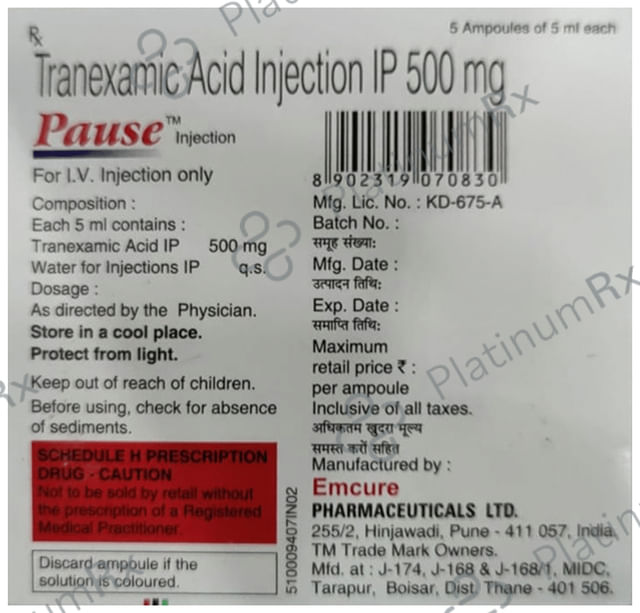 5 Ampoules of 5 ml each
Rx
Tranexamic Acid Injection IP 500 mg
Pause™ Injection
For I.V. Injection only
Composition :
Each 5 ml contains :
Tranexamic Acid IP 500 mg
Water for Injections IP q.s.
Dosage :
As directed by the Physician.
Store in a cool place.
Protect from light.
Keep out of reach of children.
Before using, check for absence
of sediments.
SCHEDULE H PRESCRIPTION
DRUG - CAUTION
Not to be sold by retail without
the prescription of a Registered
Medical Practitioner.
Discard ampoule if the
solution is coloured.
8 902319 070830
Mfg. Lic. No. : KD-675-A
Batch No. :
समूह संख्या:
Mfg. Date :
उत्पादन तिथि:
Exp. Date :
समाप्ति तिथि:
Maximum
retail price ₹ :
per ampoule
Inclusive of all taxes.
अधिकतम खुदरा मूल्य
समस्त करों सहित
Manufactured by :
Emcure
PHARMACEUTICALS LTD.
255/2, Hinjawadi, Pune - 411 057, India.
TM Trade Mark Owners.
Mfd. at : J-174, J-168 & J-168/1, MIDC,
Tarapur, Boisar, Dist. Thane - 401 506.
510009407IN02
PlatinumRx
PlatinumRx